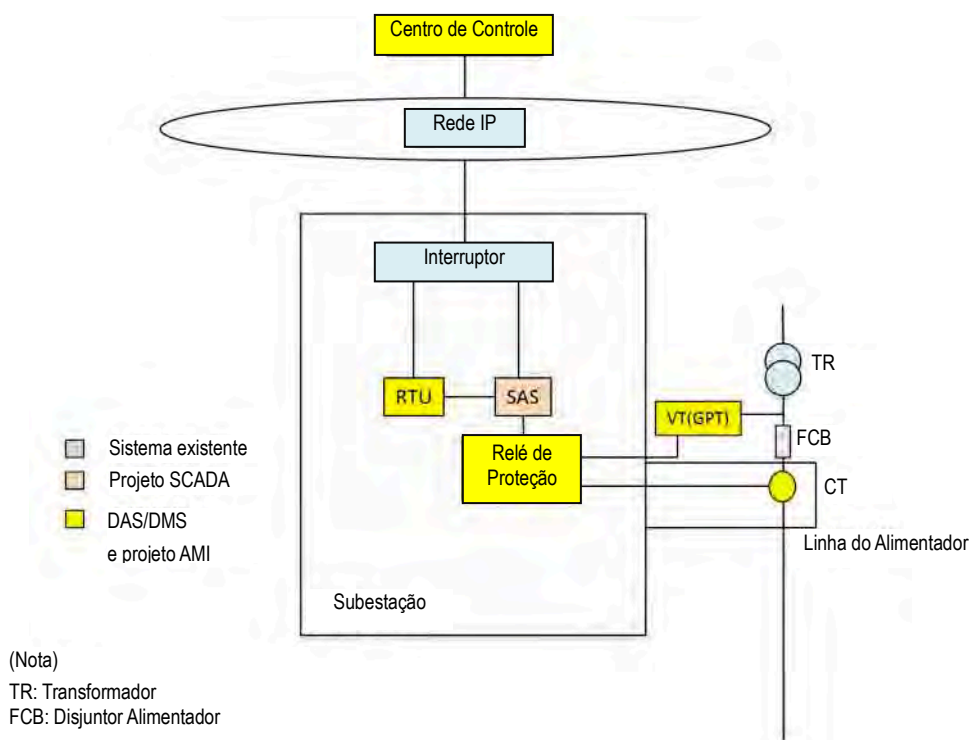 Centro de Controle
Rede IP
Interruptor
TR
RTU
SAS
VT(GPT)
FCB
Relé de
Proteção
CT
Sistema existente
Projeto SCADA
DAS/DMS
e projeto AMI
Linha do Alimentador
Subestação
(Nota)
TR: Transformador
FCB: Disjuntor Alimentador